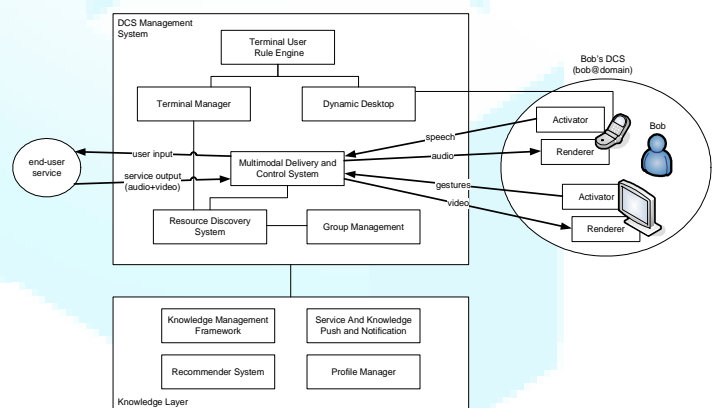 DCS Management
System
Terminal User
Rule Engine
Bob's DCS
(bob@domain)
Terminal Manager
Dynamic Desktop
Activator
Bob
speech
Renderer
user input
audio
end-user
service
Multimodal Delivery and
Control System
service output
(audio+video)
gestures
Activator
video
Resource Discovery
System
Group Management
Renderer
Knowledge Management
Framework
Service And Knowledge
Push and Notification
Recommender System
Profile Manager
Knowledge Layer